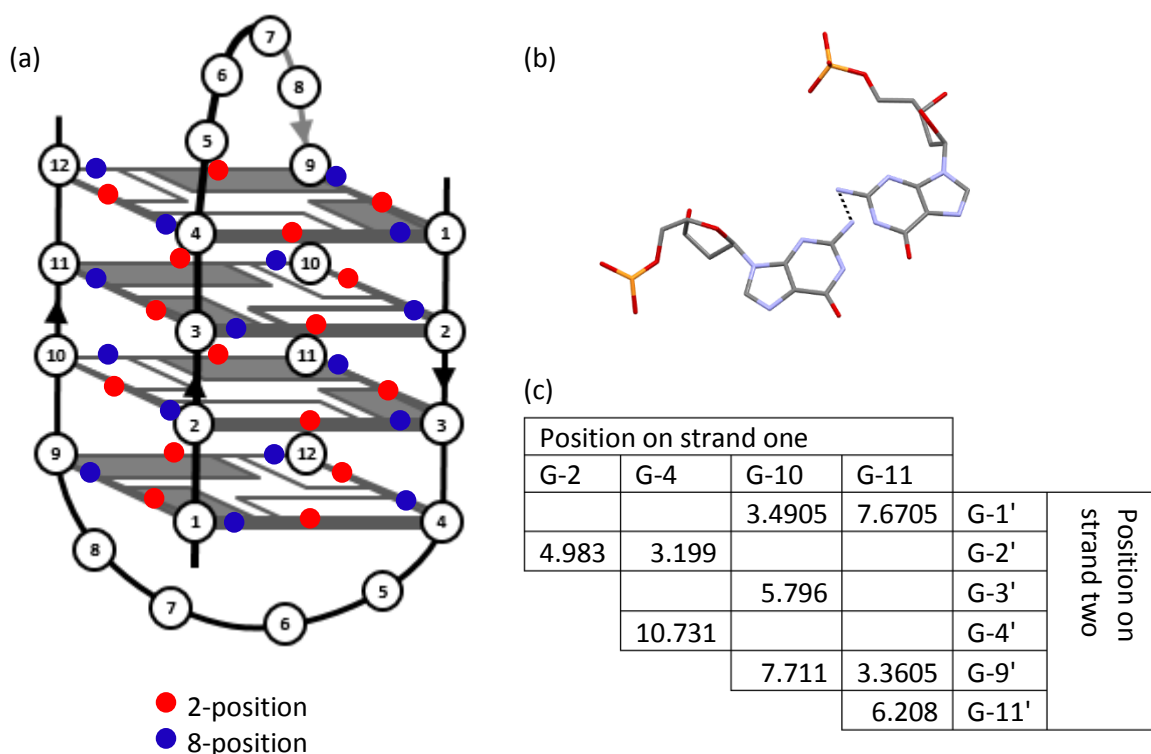 (a)
7
6
8
5
9
12
4
1
11
10
3
2
10
11
2
3
9
12
1
4
8
5
7
6
2-position
8-position
(b)
(c)
Position on strand one
G-2 G-4 G-10 G-11
3.4905 7.6705 G-1'
4.983 3.199 G-2'
5.796 G-3'
10.731 G-4'
7.711 3.3605 G-9'
6.208 G-11'
Position on
strand two